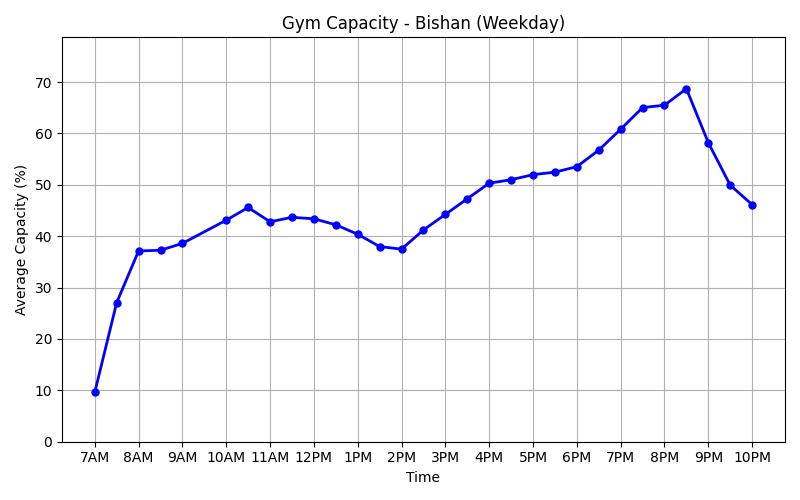 Gym Capacity - Bishan (Weekday)
Average Capacity (%)
70
60
50
40
30
20
10
0
7AM 8AM 9AM 10AM 11AM 12PM 1PM 2PM 3PM 4PM 5PM 6PM 7PM 8PM 9PM 10PM
Time